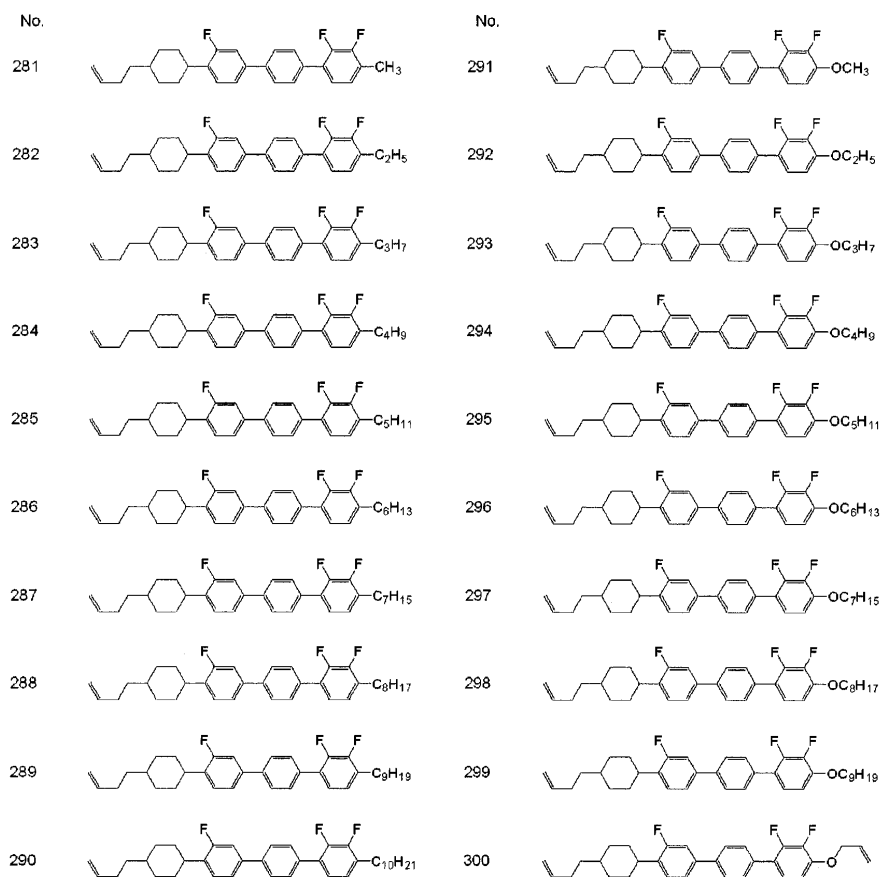 No.
No.
F F F
F F F
281
CH3
291
OCH3
F F F
F F F
282
C2H5
292
OC2H5
F F F
F F F
283
C3H7
293
OC3H7
F F F
F F F
284
C4H9
294
OC4H9
F F F
F F F
285
C5H11
295
OC5H11
F F F
F F F
286
C6H13
296
OC6H13
F F F
F F F
287
C7H15
297
OC7H15
F F F
F F F
288
C8H17
298
OC8H17
F F F
F F F
289
C9H19
299
OC9H19
F F F
F F F
290
C10H21
300
O